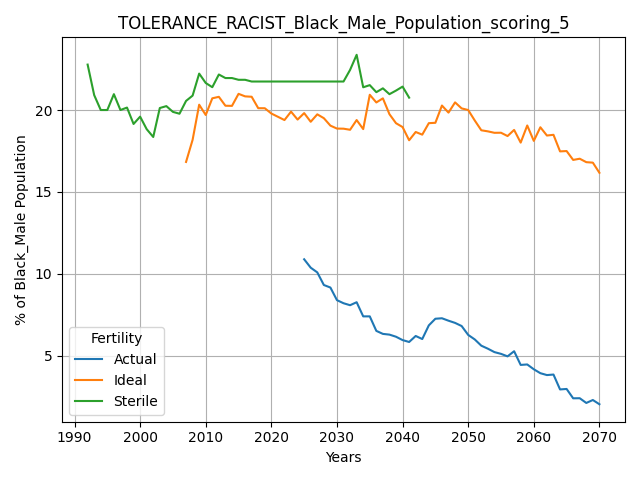 TOLERANCE_RACIST_Black_Male_Population_scoring_5
% of Black_Male Population
20
15
10
5
Fertility
Actual
Ideal
Sterile
1990 2000 2010 2020 2030 2040 2050 2060 2070
Years